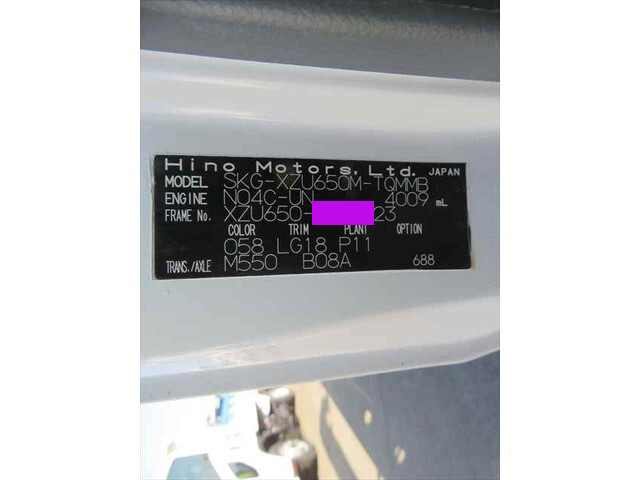 Hino Motors, Ltd. JAPAN
MODEL SKG-XZU650M-TQMMB
ENGINE N04C-UN 4009 mL
FRAME No. XZU650- 23
COLOR TRIM PLANT OPTION
058 LG18 P11
TRANS./AXLE M550 B08A 688